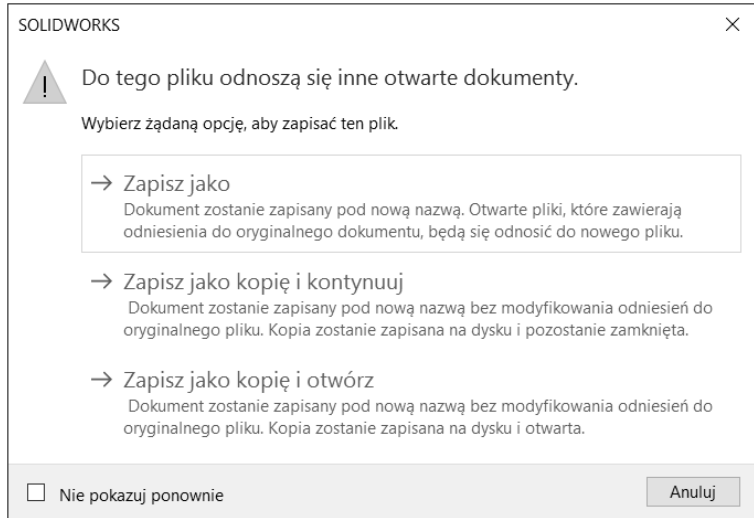 SOLIDWORKS
Do tego pliku odnoszą się inne otwarte dokumenty.
Wybierz żądaną opcję, aby zapisać ten plik.
Zapisz jako
Dokument zostanie zapisany pod nową nazwą. Otwarte pliki, które zawierają
odniesienia do oryginalnego dokumentu, będą się odnosić do nowego pliku.
Zapisz jako kopię i kontynuuj
Dokument zostanie zapisany pod nową nazwą bez modyfikowania odniesień do
oryginalnego pliku. Kopia zostanie zapisana na dysku i pozostanie zamknięta.
Zapisz jako kopię i otwórz
Dokument zostanie zapisany pod nową nazwą bez modyfikowania odniesień do
oryginalnego pliku. Kopia zostanie zapisana na dysku i otwarta.
Nie pokazuj ponownie
Anuluj